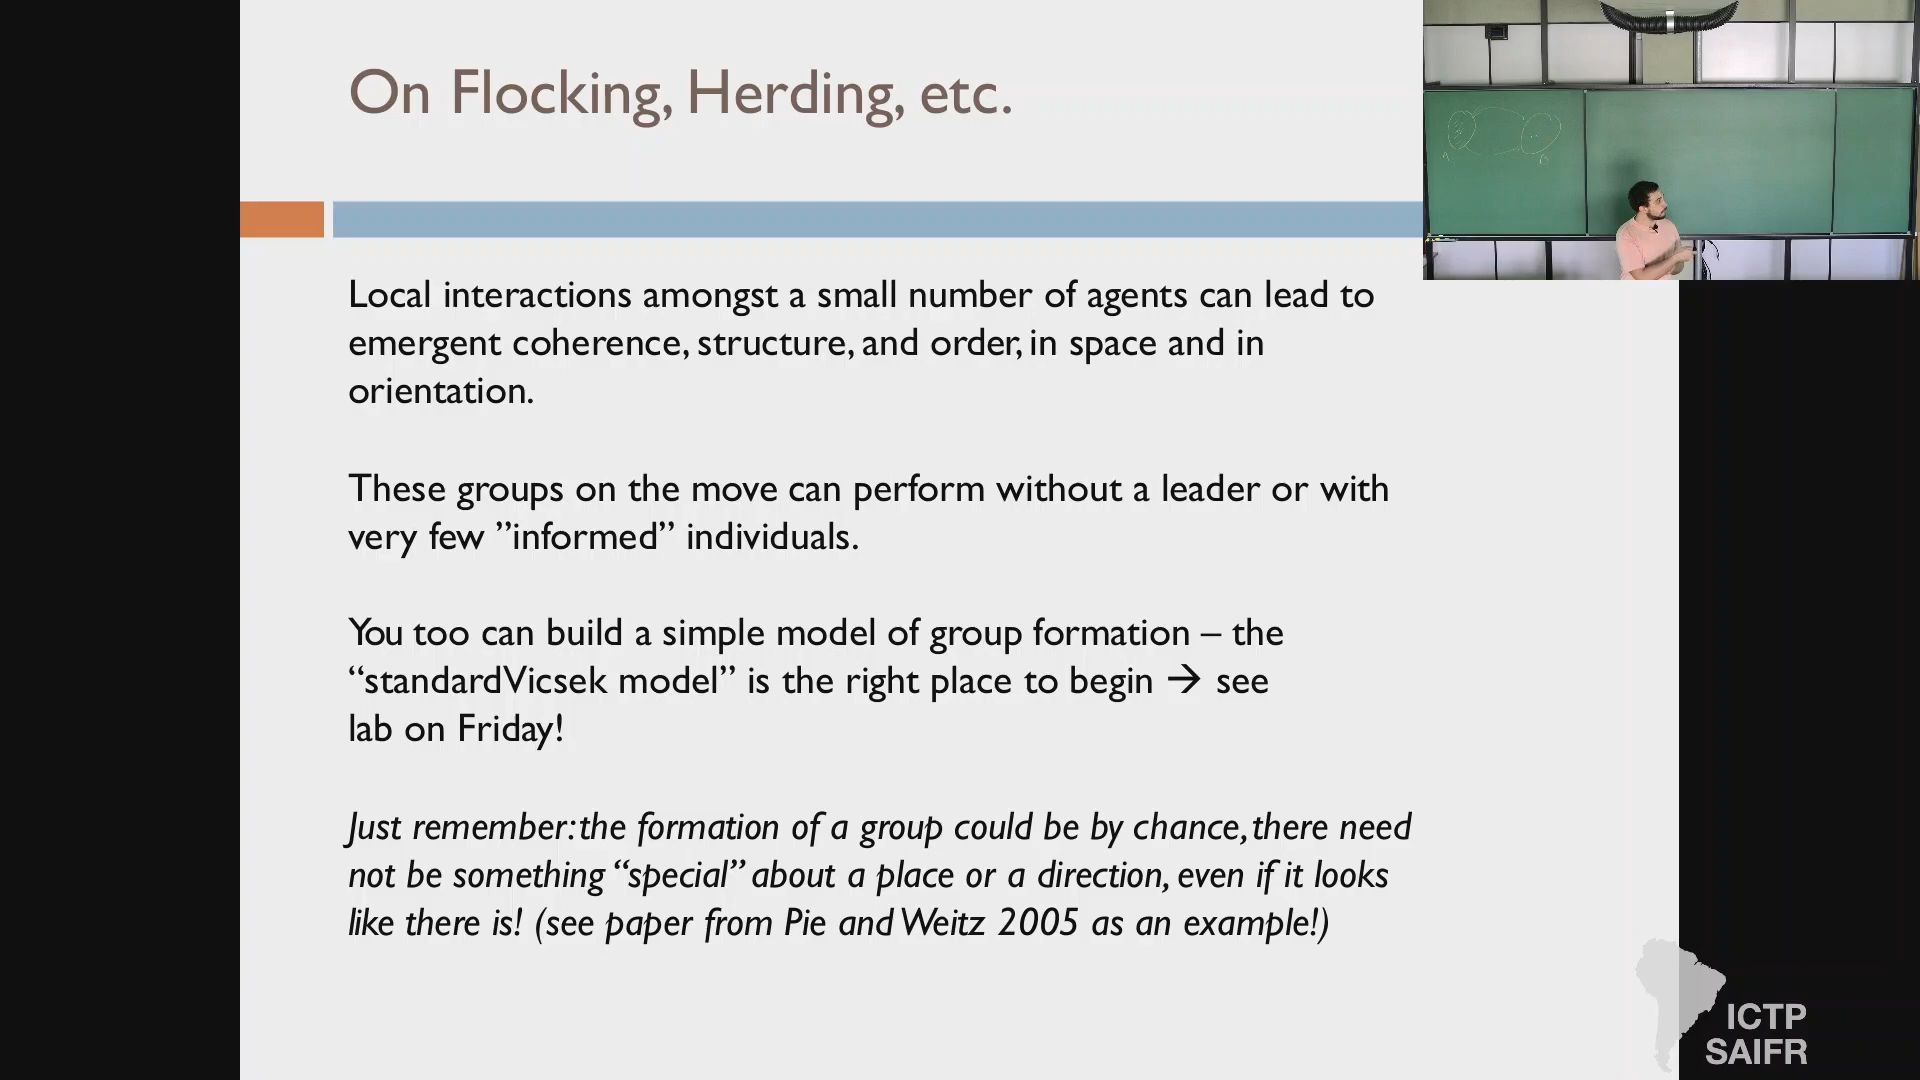 On Flocking, Herding, etc.
Local interactions amongst a small number of agents can lead to
emergent coherence, structure, and order, in space and in
orientation.
These groups on the move can perform without a leader or with
very few ”informed” individuals.
You too can build a simple model of group formation – the
“standard Vicsek model” is the right place to begin → see
lab on Friday!
Just remember: the formation of a group could be by chance, there need
not be something “special” about a place or a direction, even if it looks
like there is! (see paper from Pie and Weitz 2005 as an example!)
A
B
ICTP
SAIFR